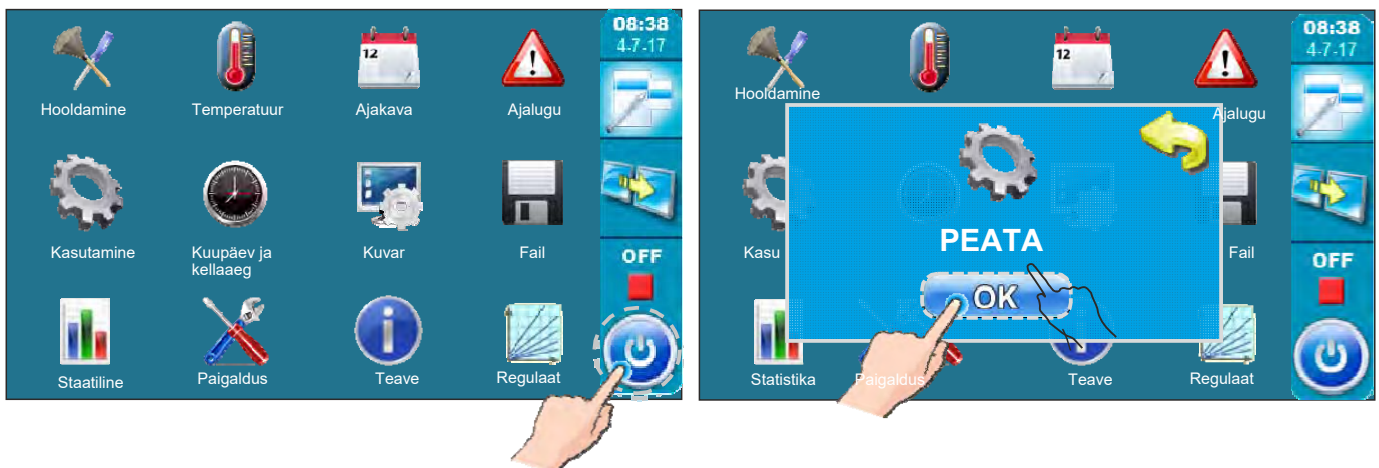 08:38
4-7-17
12
Hooldamine Temperatuur Ajakava Ajalugu
Kasutamine Kuupäev ja kellaaeg Kuvar Fail
OFF
Staatiline Paigaldus Teave Regulaat
08:38
4-7-17
12
Hooldamine
Ajalugu
PEATA
Kasu
Fail
OFF
OK
Statistika Paigaldus Teave Regulaat